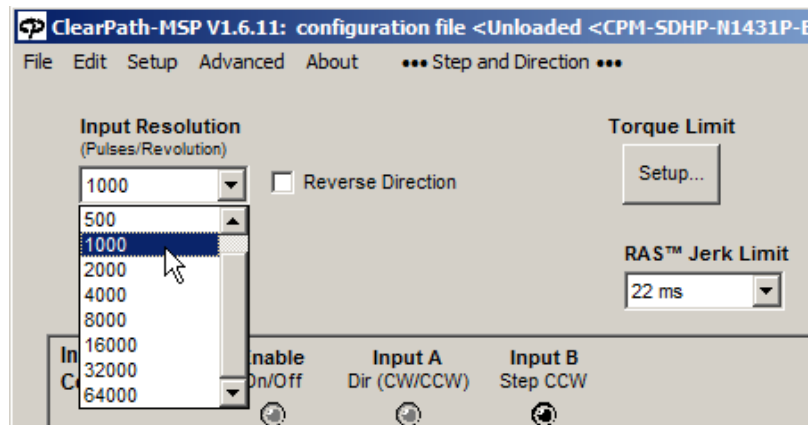 ClearPath-MSP V1.6.11: configuration file <Unloaded <CPM-SDHP-N1431P-
File Edit Setup Advanced About ••• Step and Direction •••
Input Resolution
(Pulses/Revolution)
1000
Reverse Direction
500
1000
2000
4000
8000
16000
32000
64000
Torque Limit
Setup...
RAS™ Jerk Limit
22 ms
Enable
On/Off
Input A
Dir (CW/CCW)
Input B
Step CCW